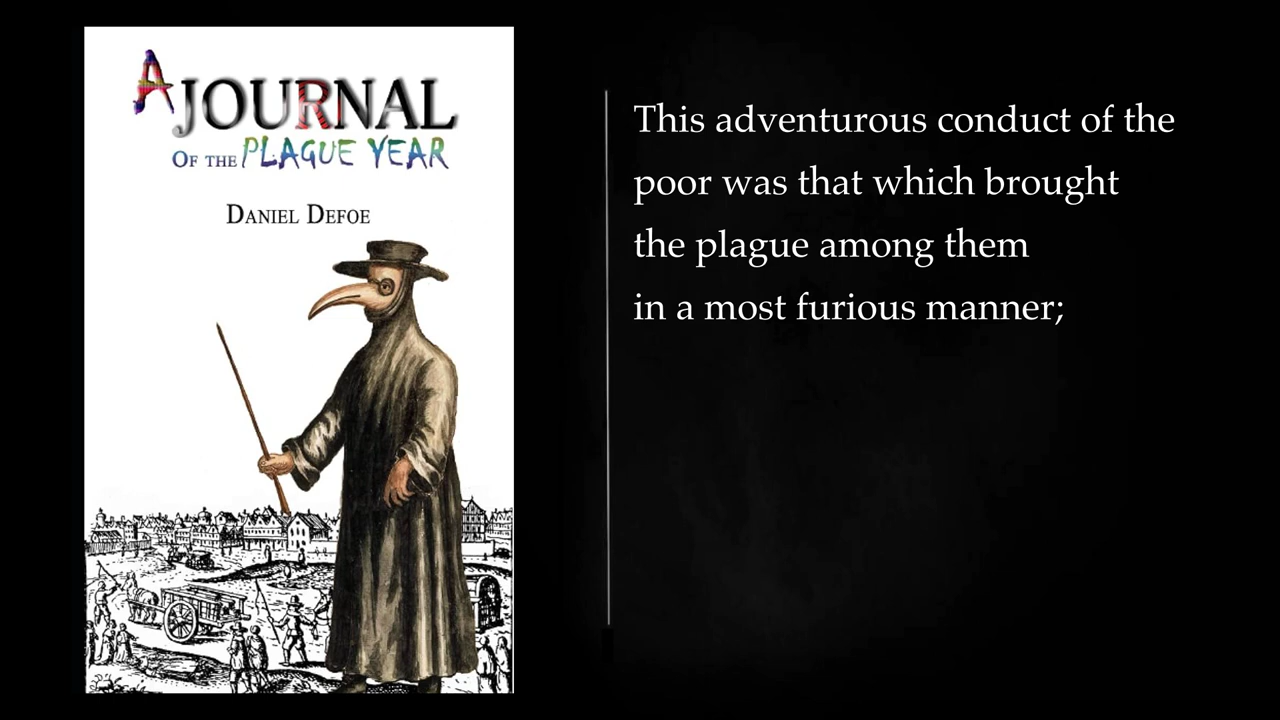 A JOURNAL
OF THE PLAGUE YEAR
DANIEL DEFOE
This adventurous conduct of the
poor was that which brought
the plague among them
in a most furious manner;